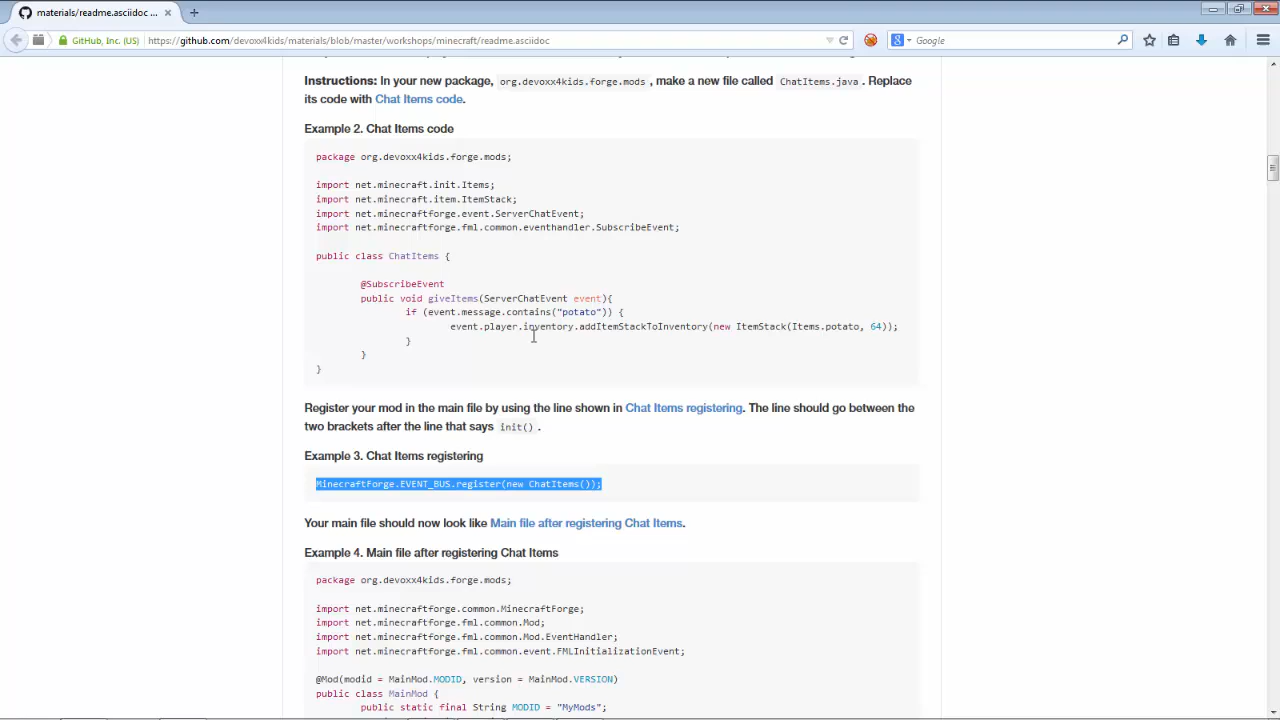 materials/readme.asciidoc ...
GitHub, Inc. (US) https://github.com/devoxx4kids/materials/blob/master/workshops/minecraft/readme.asciidoc Google
Instructions: In your new package, org.devoxx4kids.forge.mods, make a new file called ChatItems.java. Replace
its code with Chat Items code.
Example 2. Chat Items code
package org.devoxx4kids.forge.mods;
import net.minecraft.init.Items;
import net.minecraft.item.ItemStack;
import net.minecraftforge.event.ServerChatEvent;
import net.minecraftforge.fml.common.eventhandler.SubscribeEvent;
public class ChatItems {
@SubscribeEvent
public void giveItems(ServerChatEvent event){
if (event.message.contains("potato")) {
event.player.inventory.addItemStackToInventory(new ItemStack(Items.potato, 64));
}
}
}
Register your mod in the main file by using the line shown in Chat Items registering. The line should go between the
two brackets after the line that says init().
Example 3. Chat Items registering
MinecraftForge.EVENT_BUS.register(new ChatItems());
Your main file should now look like Main file after registering Chat Items.
Example 4. Main file after registering Chat Items
package org.devoxx4kids.forge.mods;
import net.minecraftforge.common.MinecraftForge;
import net.minecraftforge.fml.common.Mod;
import net.minecraftforge.fml.common.Mod.EventHandler;
import net.minecraftforge.fml.common.event.FMLInitializationEvent;
@Mod(modid = MainMod.MODID, version = MainMod.VERSION)
public class MainMod {
public static final String MODID = "MyMods";